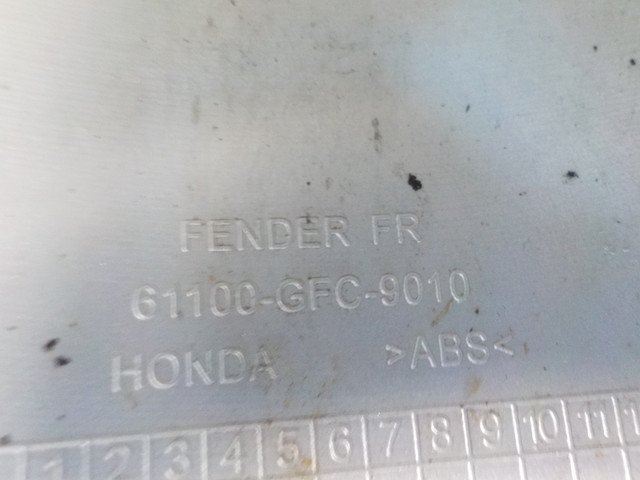 FENDER FR
61100-GFC-9010
HONDA >ABS<
1 2 3 4 5 6 7 8 9 10 11